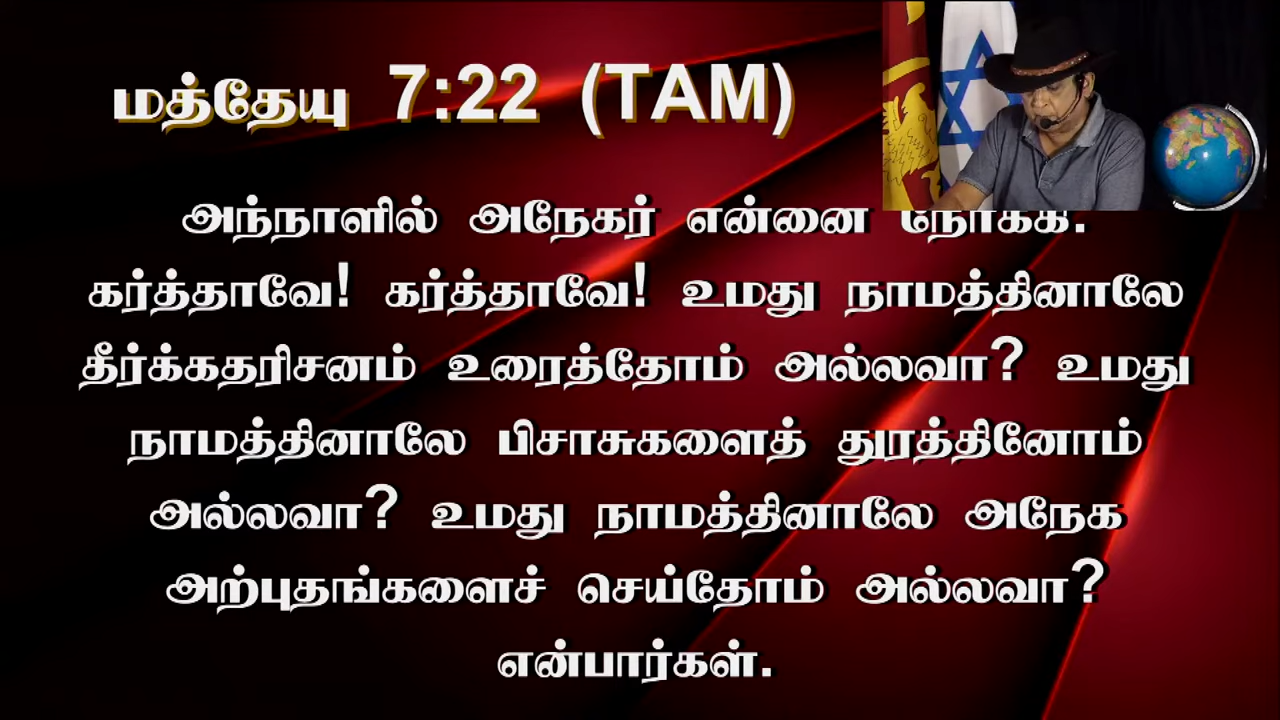 மத்தேயு 7:22 (TAM)
அந்நாளில் அநேகர் என்னை நோக்கி:
கர்த்தாவே! கர்த்தாவே! உமது நாமத்தினாலே
தீர்க்கதரிசனம் உரைத்தோம் அல்லவா? உமது
நாமத்தினாலே பிசாசுகளைத் துரத்தினோம்
அல்லவா? உமது நாமத்தினாலே அநேக
அற்புதங்களைச் செய்தோம் அல்லவா?
என்பார்கள்.